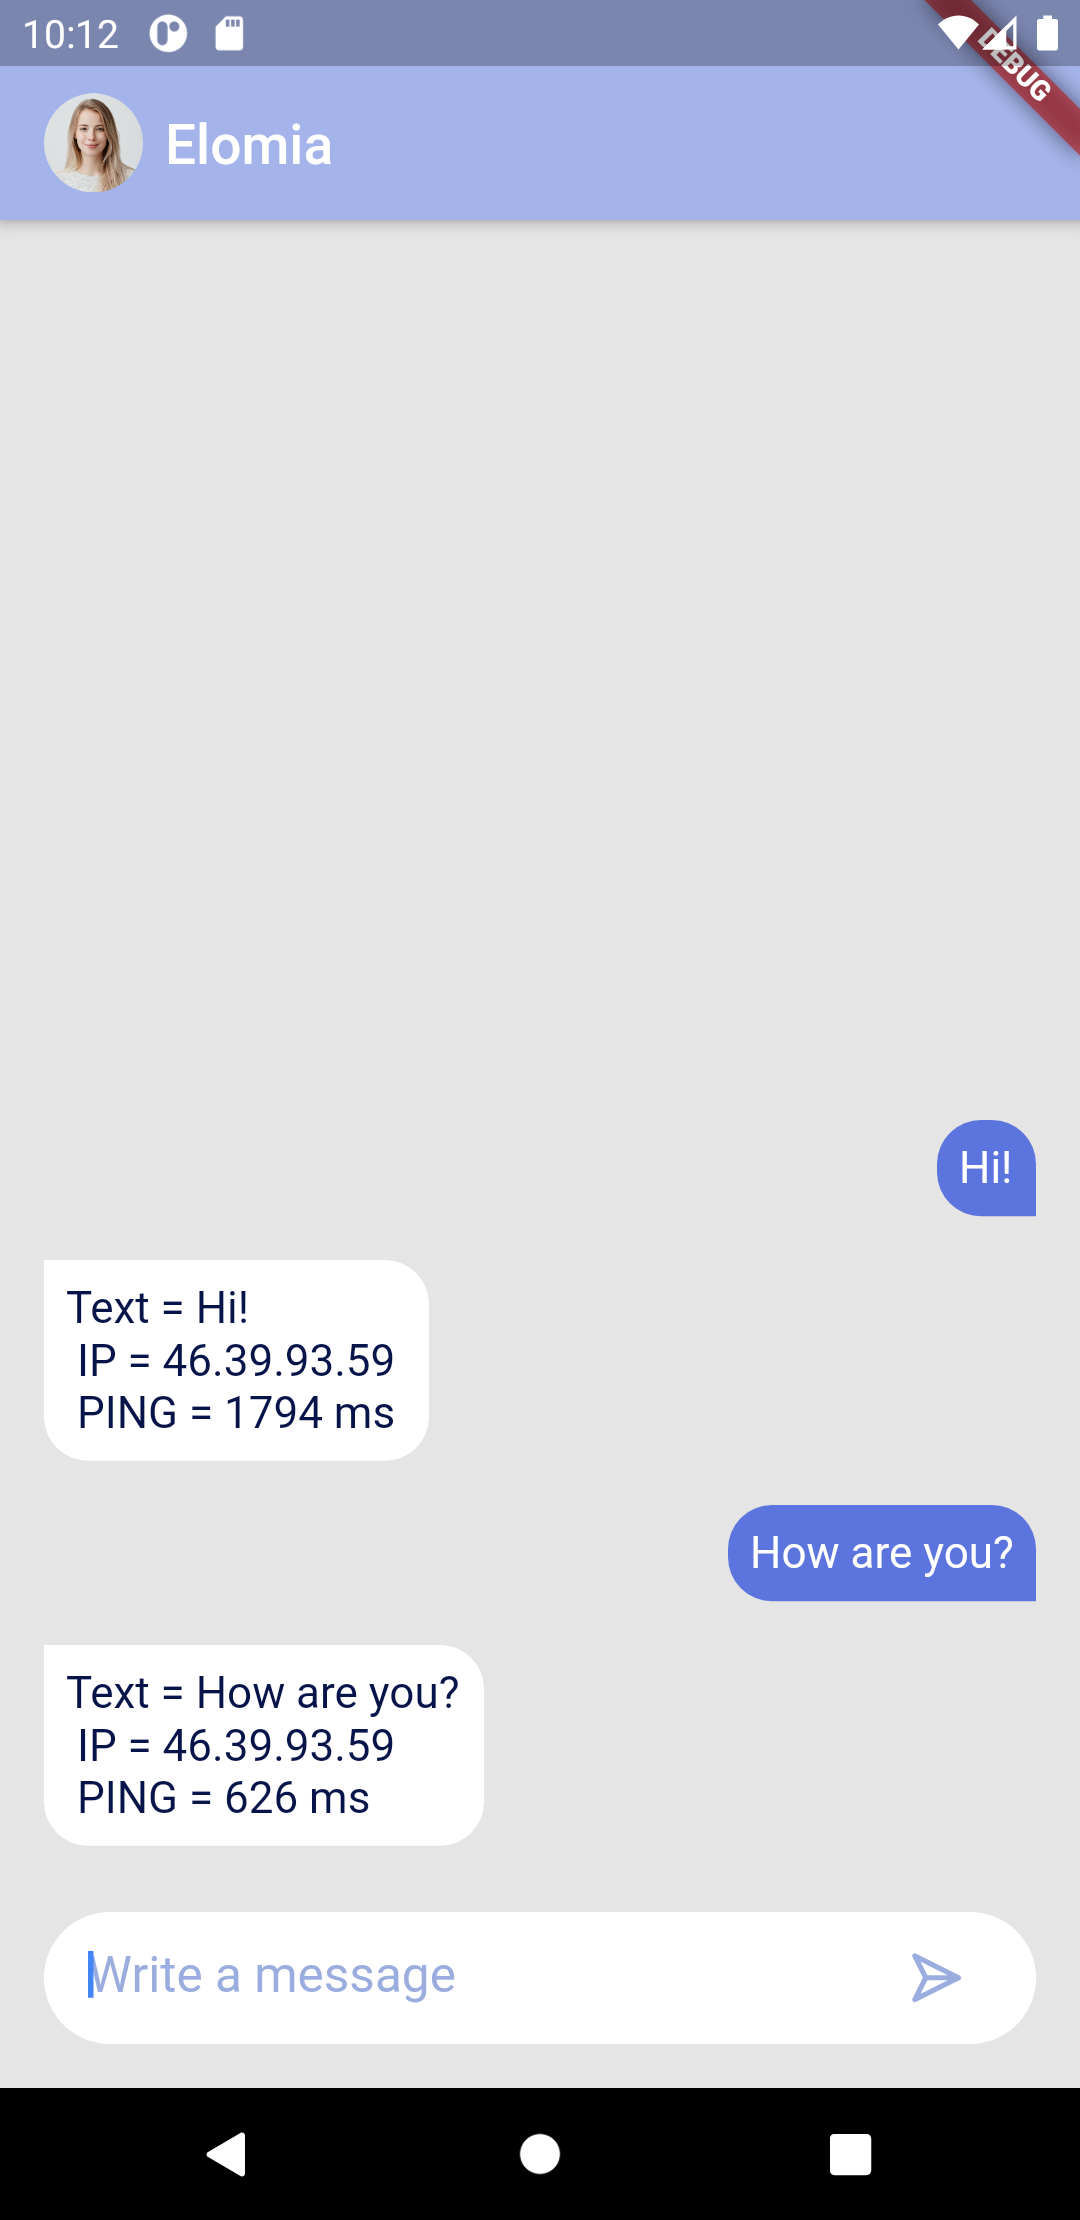 10:12
DEBUG
Elomia
Hi!
Text = Hi!
IP = 46.39.93.59
PING = 1794 ms
How are you?
Text = How are you?
IP = 46.39.93.59
PING = 626 ms
Write a message